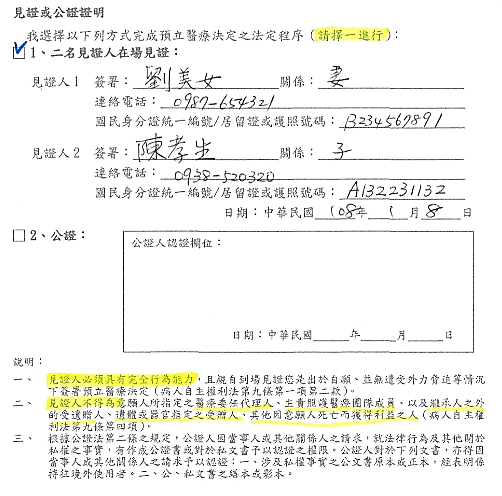 見證或公證證明
我選擇以下列方式完成預立醫療決定之法定程序(請擇一進行):
1、二名見證人在場見證:
見證人1 簽署:劉美女 關係:妻
連絡電話:0987-654321
國民身分證統一編號/居留證或護照號碼:B234567891
見證人2 簽署:陳孝生 關係:子
連絡電話:0938-520320
國民身分證統一編號/居留證或護照號碼:A132231132
日期:中華民國108年1月8日
2、公證:
公證人認證欄位:
日期:中華民國 年 月 日
說明:
一、 見證人必須具有完全行為能力,且親自到場見證您是出於自願、並無遭受外力脅迫等情況
下簽署預立醫療決定(病人自主權利法第九條第一項第二款)。
二、 見證人不得為意願人所指定之醫療委任代理人、主責照護醫療團隊成員、以及繼承人之外
的受遺贈人、遺體或器官指定之受贈人、其他因意願人死亡而獲得利益之人(病人自主權
利法第九條第四項)。
三、 根據公證法第二條之規定,公證人因當事人或其他關係人之請求,就法律行為及其他關於
私權之事實,有作成公證書或對於私文書予以認證之權限。公證人對於下列文書,亦得因
當事人或其他關係人之請求予以認證:一、涉及私權事實之公文書原本或正本,經表明係
持往境外使用者。二、公、私文書之繕本或影本。